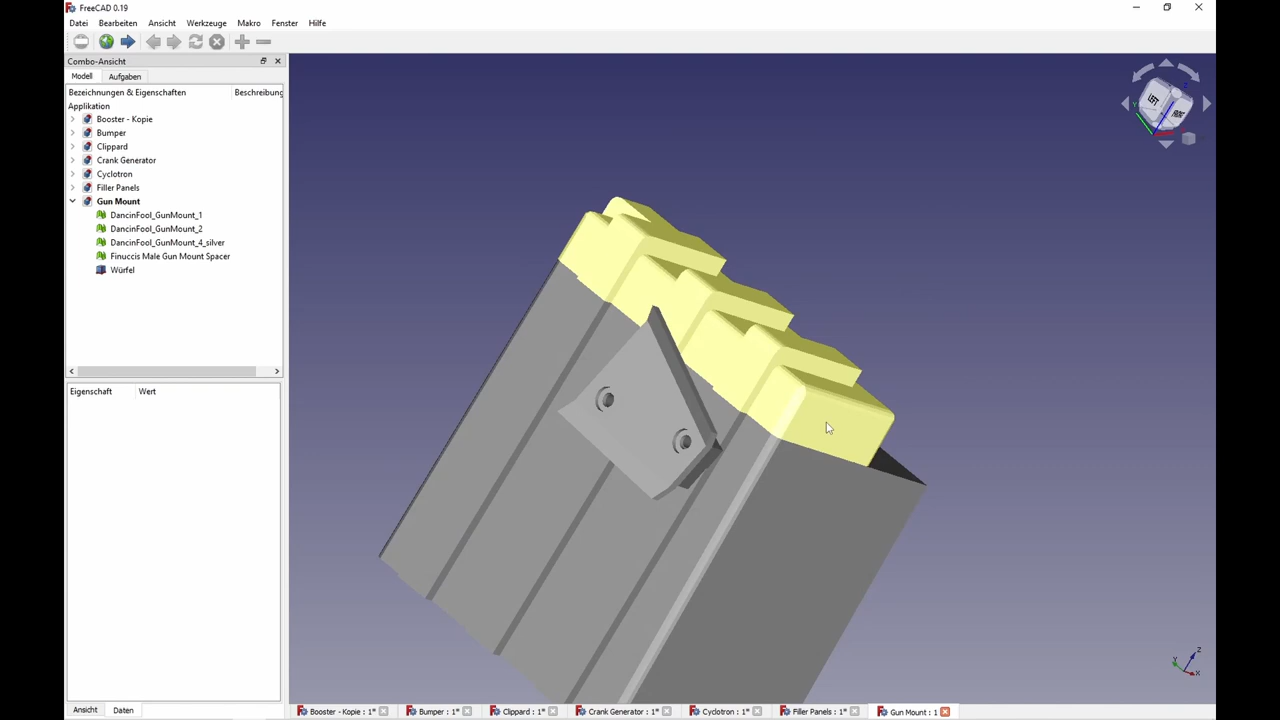 FreeCAD 0.19
Datei Bearbeiten Ansicht Werkzeuge Makro Fenster Hilfe
Combo-Ansicht
Modell Aufgaben
Bezeichnungen & Eigenschaften Beschreibung
Applikation
Booster - Kopie
Bumper
Clippard
Crank Generator
Cyclotron
Filler Panels
Gun Mount
DancinFool_GunMount_1
DancinFool_GunMount_2
DancinFool_GunMount_4_silver
Finuccis Male Gun Mount Spacer
Würfel
Eigenschaft Wert
Z
Y
X
Ansicht Daten
Booster - Kopie : 1* Bumper : 1* Clippard : 1* Crank Generator : 1* Cyclotron : 1* Filler Panels : 1* Gun Mount : 1